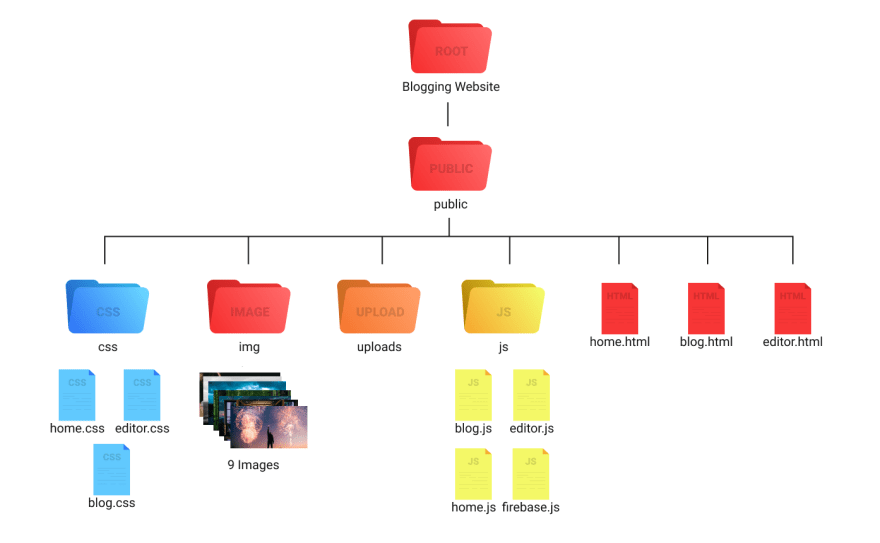 ROOT
Blogging Website
PUBLIC
public
CSS
IMAGE
UPLOAD
JS
HTML
HTML
HTML
css
img
uploads
js
home.html
blog.html
editor.html
CSS
CSS
JS
JS
home.css
editor.css
blog.js
editor.js
CSS
9 Images
JS
JS
blog.css
home.js
firebase.js